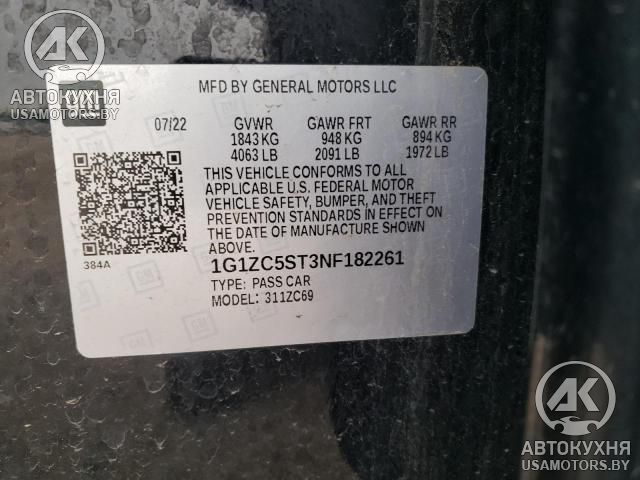 АВТОКУХНЯ
USAMOTORS.BY
GM
MFD BY GENERAL MOTORS LLC
07/22 GVWR GAWR FRT GAWR RR
1843 KG 948 KG 894 KG
4063 LB 2091 LB 1972 LB
THIS VEHICLE CONFORMS TO ALL
APPLICABLE U.S. FEDERAL MOTOR
VEHICLE SAFETY, BUMPER, AND THEFT
PREVENTION STANDARDS IN EFFECT ON
THE DATE OF MANUFACTURE SHOWN
ABOVE.
384A
1G1ZC5ST3NF182261
TYPE: PASS CAR
MODEL: 311ZC69
АК
АВТОКУХНЯ
USAMOTORS.BY